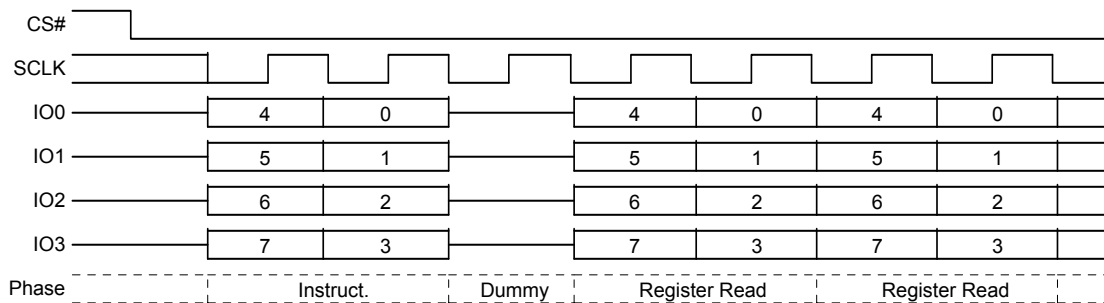 CS#
SCLK
IO0 4 0 4 0 4 0
IO1 5 1 5 1 5 1
IO2 6 2 6 2 6 2
IO3 7 3 7 3 7 3
Phase Instruct. Dummy Register Read Register Read